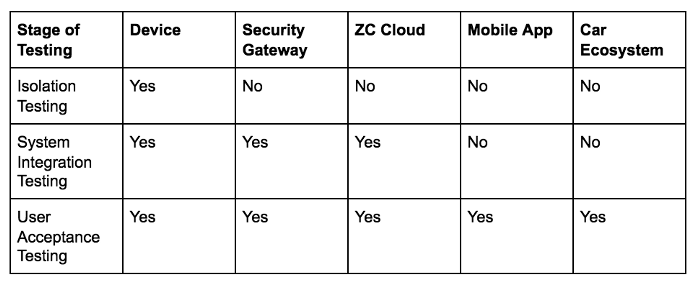 Stage of Testing | Device | Security Gateway | ZC Cloud | Mobile App | Car Ecosystem
Isolation Testing | Yes | No | No | No | No
System Integration Testing | Yes | Yes | Yes | No | No
User Acceptance Testing | Yes | Yes | Yes | Yes | Yes